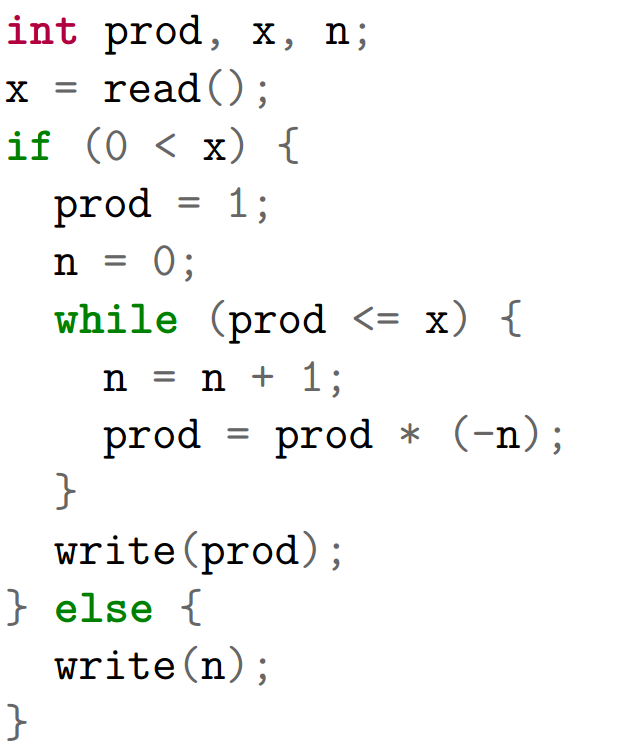 int prod, x, n;
x = read();
if (0 < x) {
  prod = 1;
  n = 0;
  while (prod <= x) {
    n = n + 1;
    prod = prod * (-n);
  }
  write(prod);
} else {
  write(n);
}